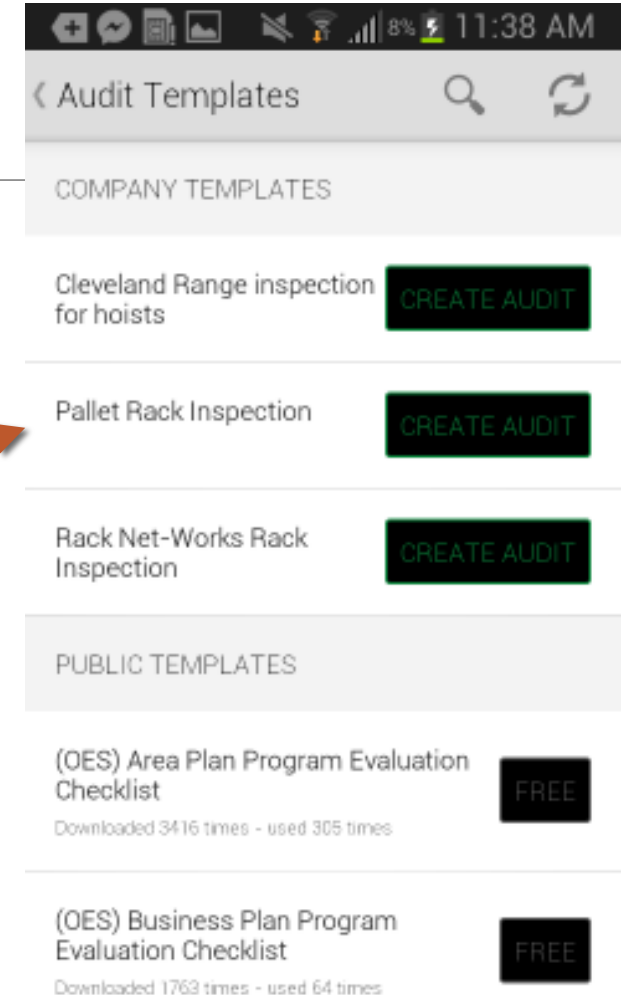 8% 11:38 AM
Audit Templates
COMPANY TEMPLATES
Cleveland Range inspection
for hoists
CREATE AUDIT
Pallet Rack Inspection
CREATE AUDIT
Rack Net-Works Rack
Inspection
CREATE AUDIT
PUBLIC TEMPLATES
(OES) Area Plan Program Evaluation
Checklist
FREE
Downloaded 3416 times - used 305 times
(OES) Business Plan Program
Evaluation Checklist
FREE
Downloaded 1763 times - used 64 times